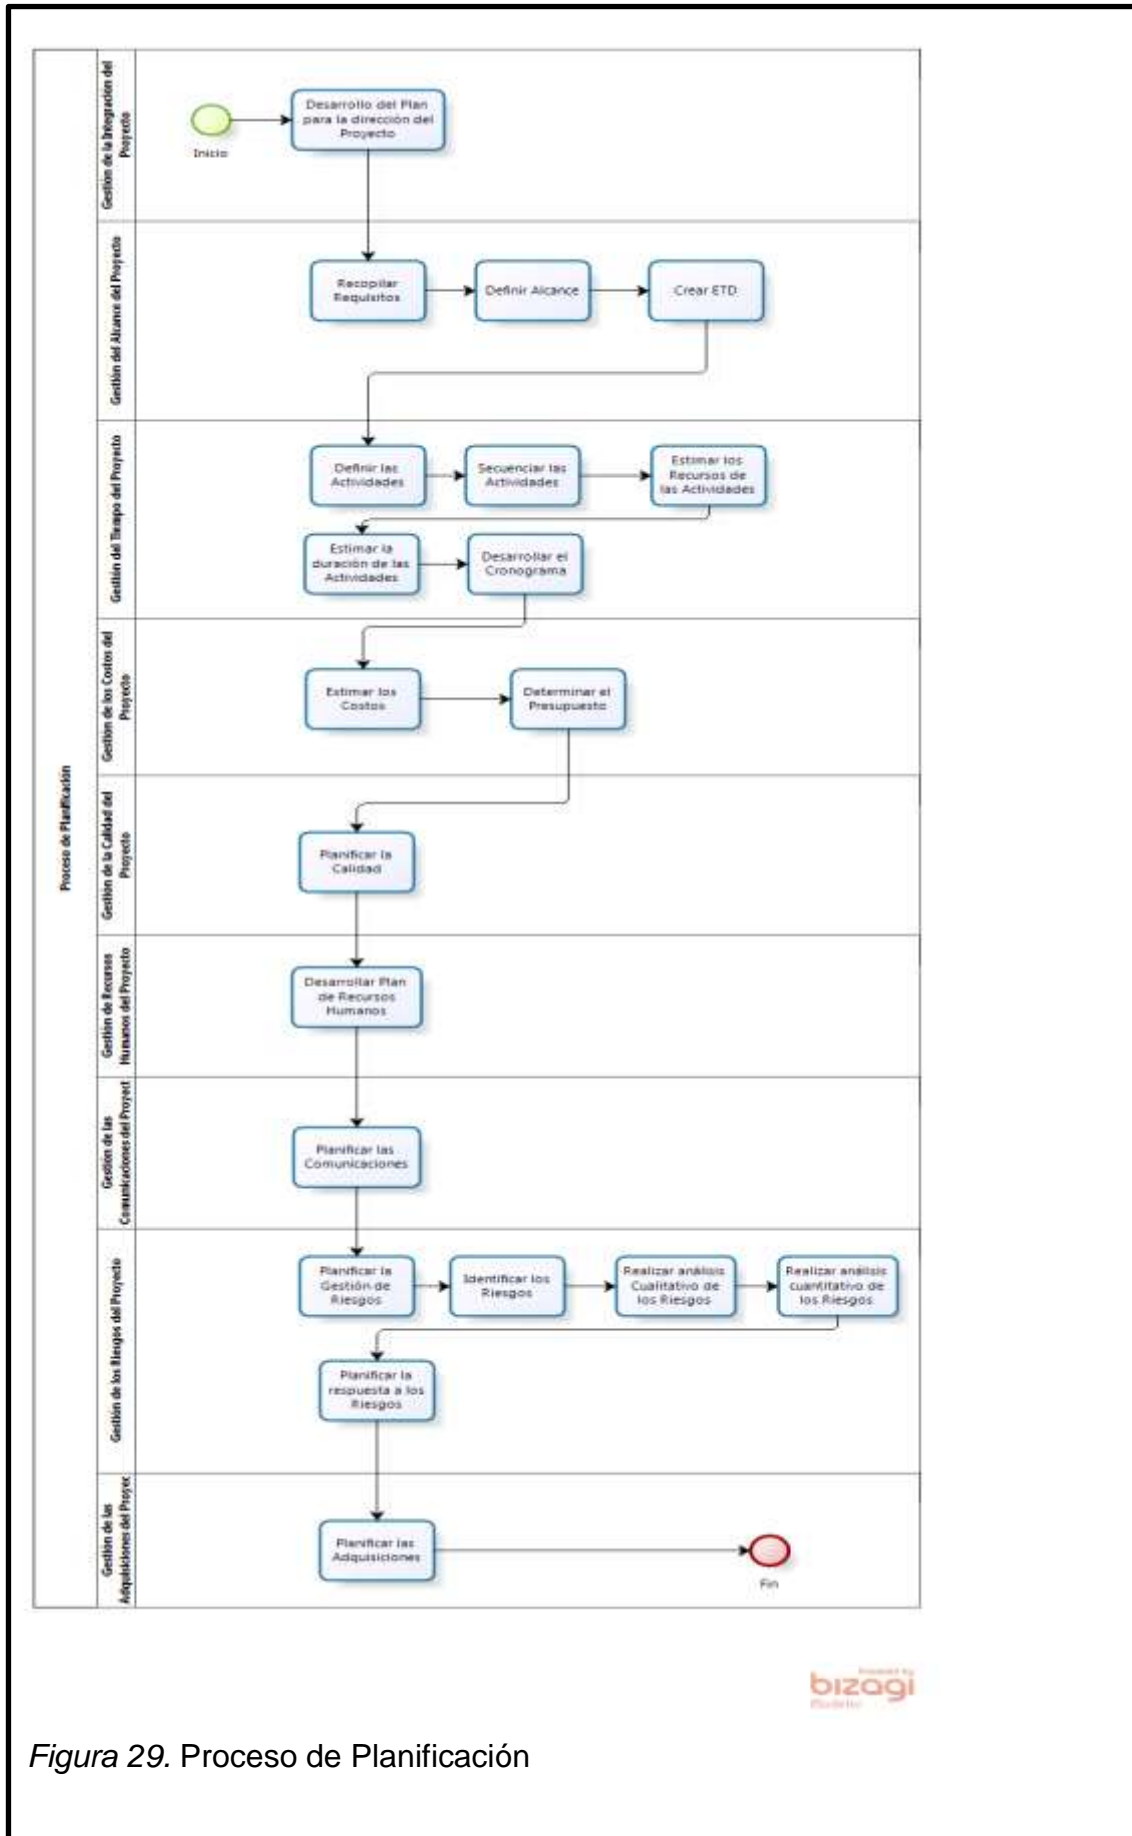 Proceso de Planificación
Gestión de la Integración del
Proyecto
Inicio
Desarrollo del Plan
para la dirección del
Proyecto
Gestión del Alcance del Proyecto
Recopilar
Requisitos
Definir Alcance
Crear ETD
Gestión del Tiempo del Proyecto
Definir las
Actividades
Secuenciar las
Actividades
Estimar los
Recursos de
las Actividades
Estimar la
duración de las
Actividades
Desarrollar el
Cronograma
Gestión de los Costos del
Proyecto
Estimar los
Costos
Determinar el
Presupuesto
Gestión de la Calidad del
Proyecto
Planificar la
Calidad
Gestión de Recursos
Humanos del Proyecto
Desarrollar Plan
de Recursos
Humanos
Gestión de las
Comunicaciones del Proyect
Planificar las
Comunicaciones
Gestión de los Riesgos del Proyecto
Planificar la
Gestión de
Riesgos
Identificar los
Riesgos
Realizar análisis
Cualitativo de
los Riesgos
Realizar análisis
cuantitativo de
los Riesgos
Planificar la
respuesta a los
Riesgos
Gestión de las
Adquisiciones del Proyec
Planificar las
Adquisiciones
Fin
Powered by
bizagi
Modeler
Figura 29. Proceso de Planificación